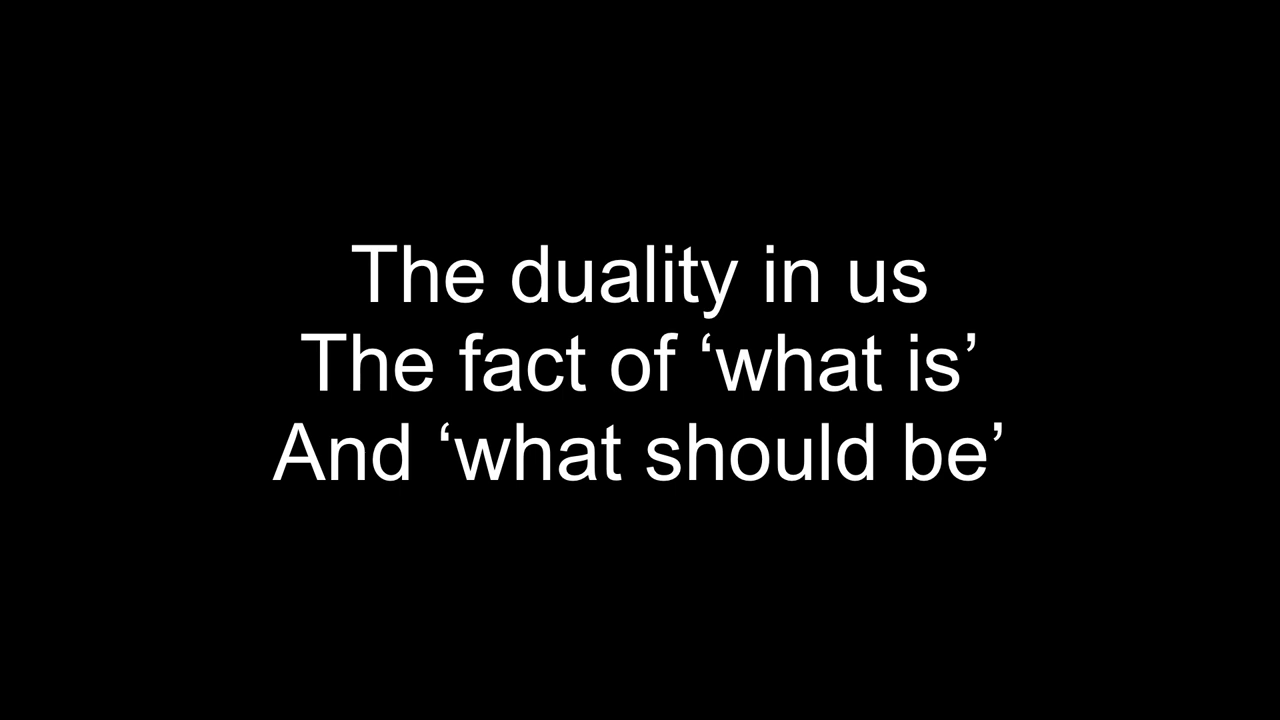 The duality in us
The fact of ‘what is’
And ‘what should be’